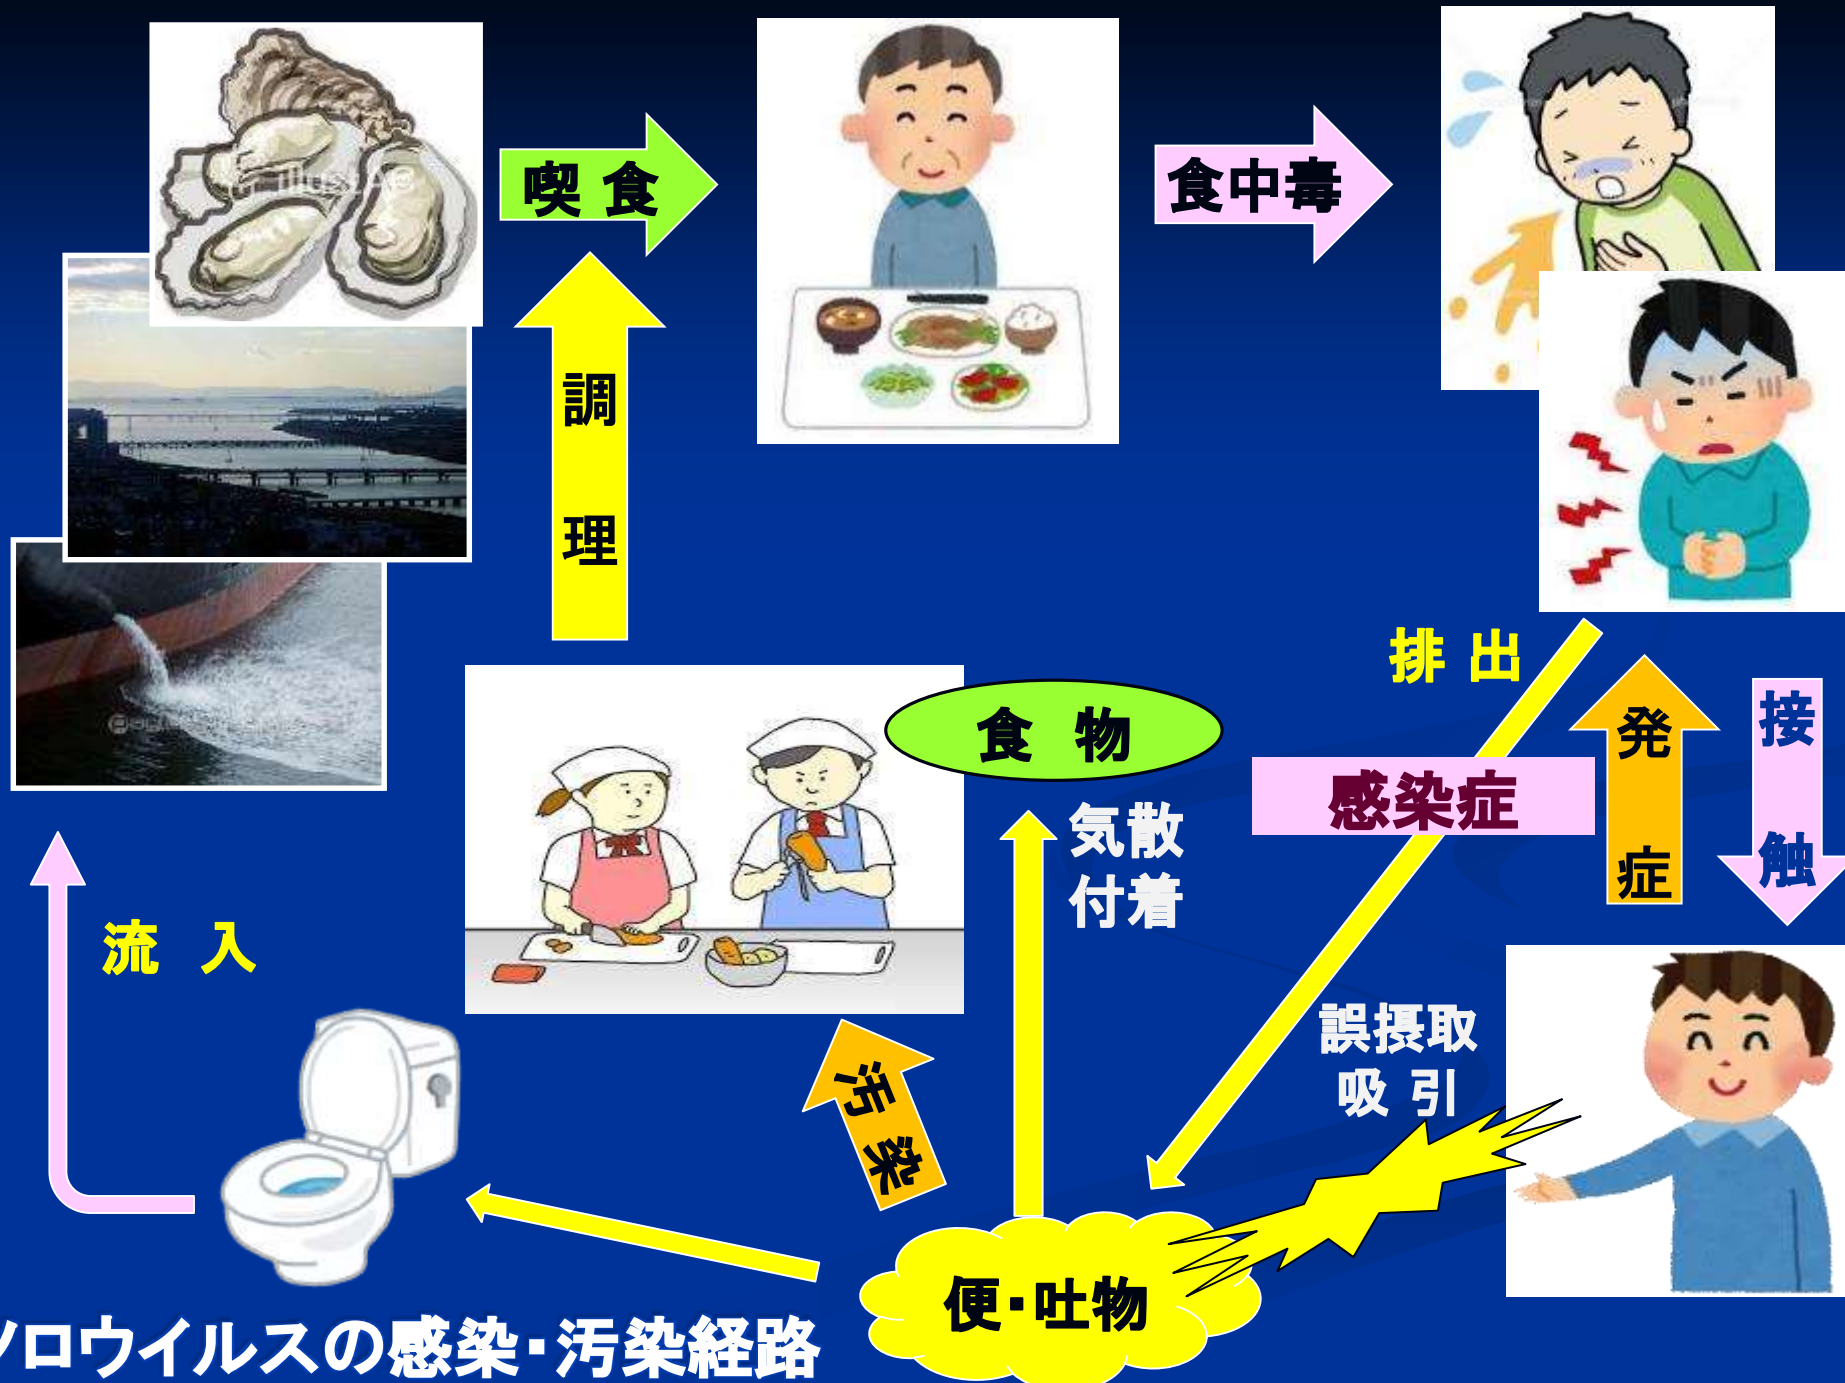 喫 食
食中毒
調
理
排 出
発
症
接
触
食 物
感染症
気散
付着
流 入
誤摂取
吸 引
汚
染
便・吐物
ノロウイルスの感染・汚染経路